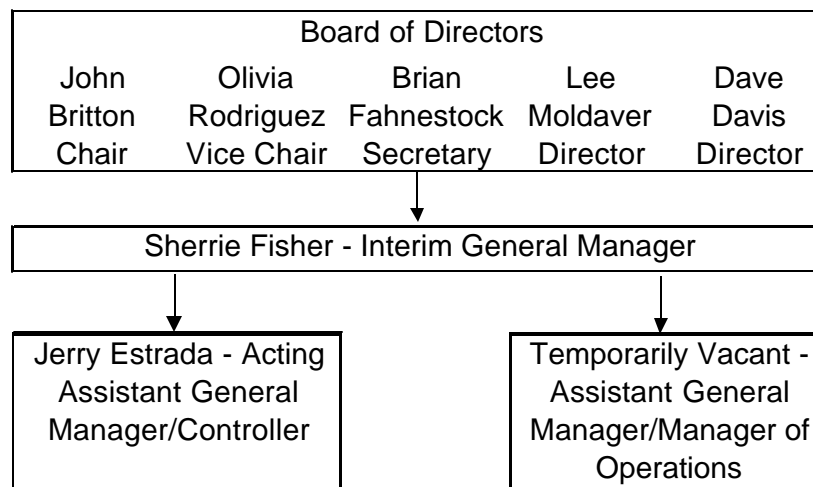 Board of Directors
John Olivia Brian Lee Dave
Britton Rodriguez Fahnestock Moldaver Davis
Chair Vice Chair Secretary Director Director
Sherrie Fisher - Interim General Manager
Jerry Estrada - Acting
Assistant General
Manager/Controller
Temporarily Vacant -
Assistant General
Manager/Manager of
Operations